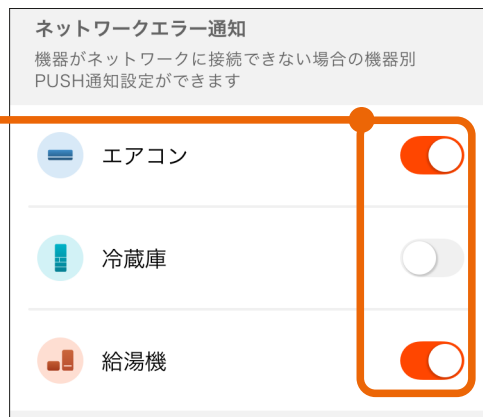 ネットワークエラー通知
機器がネットワークに接続できない場合の機器別
PUSH通知設定ができます
エアコン
冷蔵庫
給湯機